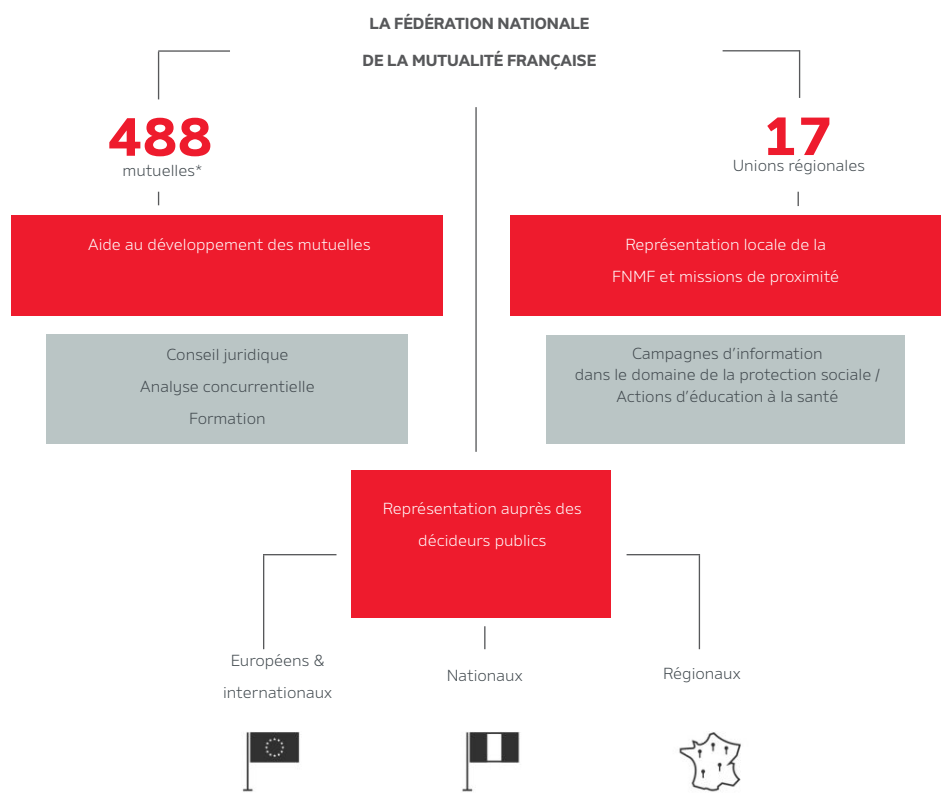 LA FÉDÉRATION NATIONALE
DE LA MUTUALITÉ FRANÇAISE
488
mutuelles*
17
Unions régionales
Aide au développement des mutuelles
Représentation locale de la
FNMF et missions de proximité
Conseil juridique
Analyse concurrentielle
Formation
Campagnes d'information
dans le domaine de la protection sociale /
Actions d'éducation à la santé
Représentation auprès des
décideurs publics
Européens &
internationaux
Nationaux
Régionaux